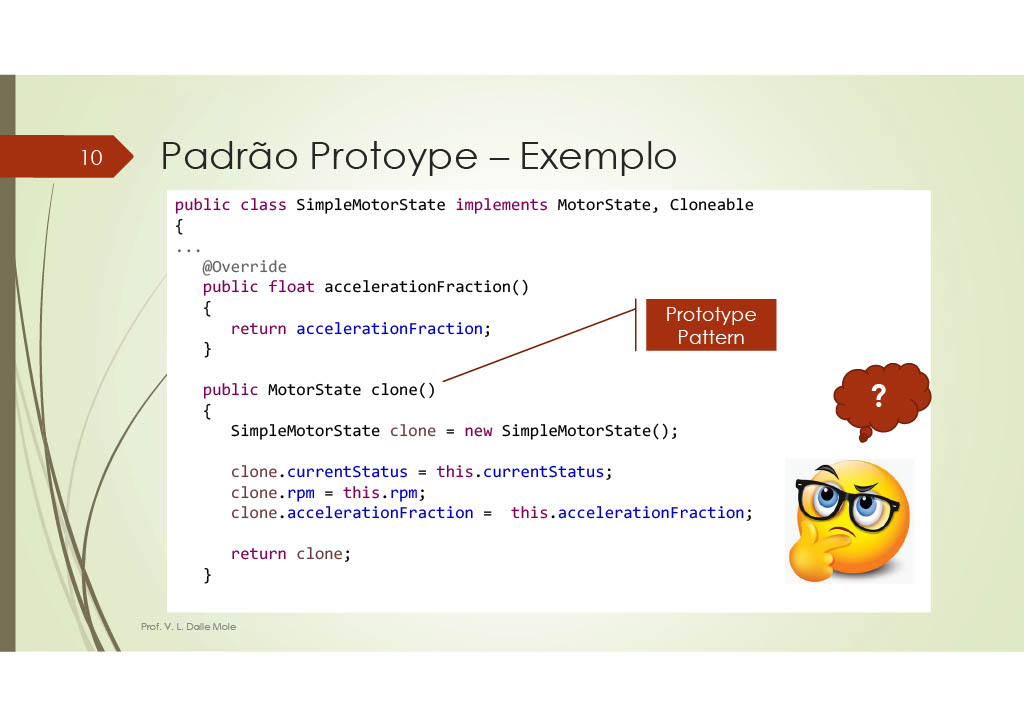 10
Padrão Protoype – Exemplo
public class SimpleMotorState implements MotorState, Cloneable
{
...
@Override
public float accelerationFraction()
{
return accelerationFraction;
}
Prototype
Pattern
public MotorState clone()
{
SimpleMotorState clone = new SimpleMotorState();
clone.currentStatus = this.currentStatus;
clone.rpm = this.rpm;
clone.accelerationFraction = this.accelerationFraction;
return clone;
}
?
Prof. V. L. Dalle Mole